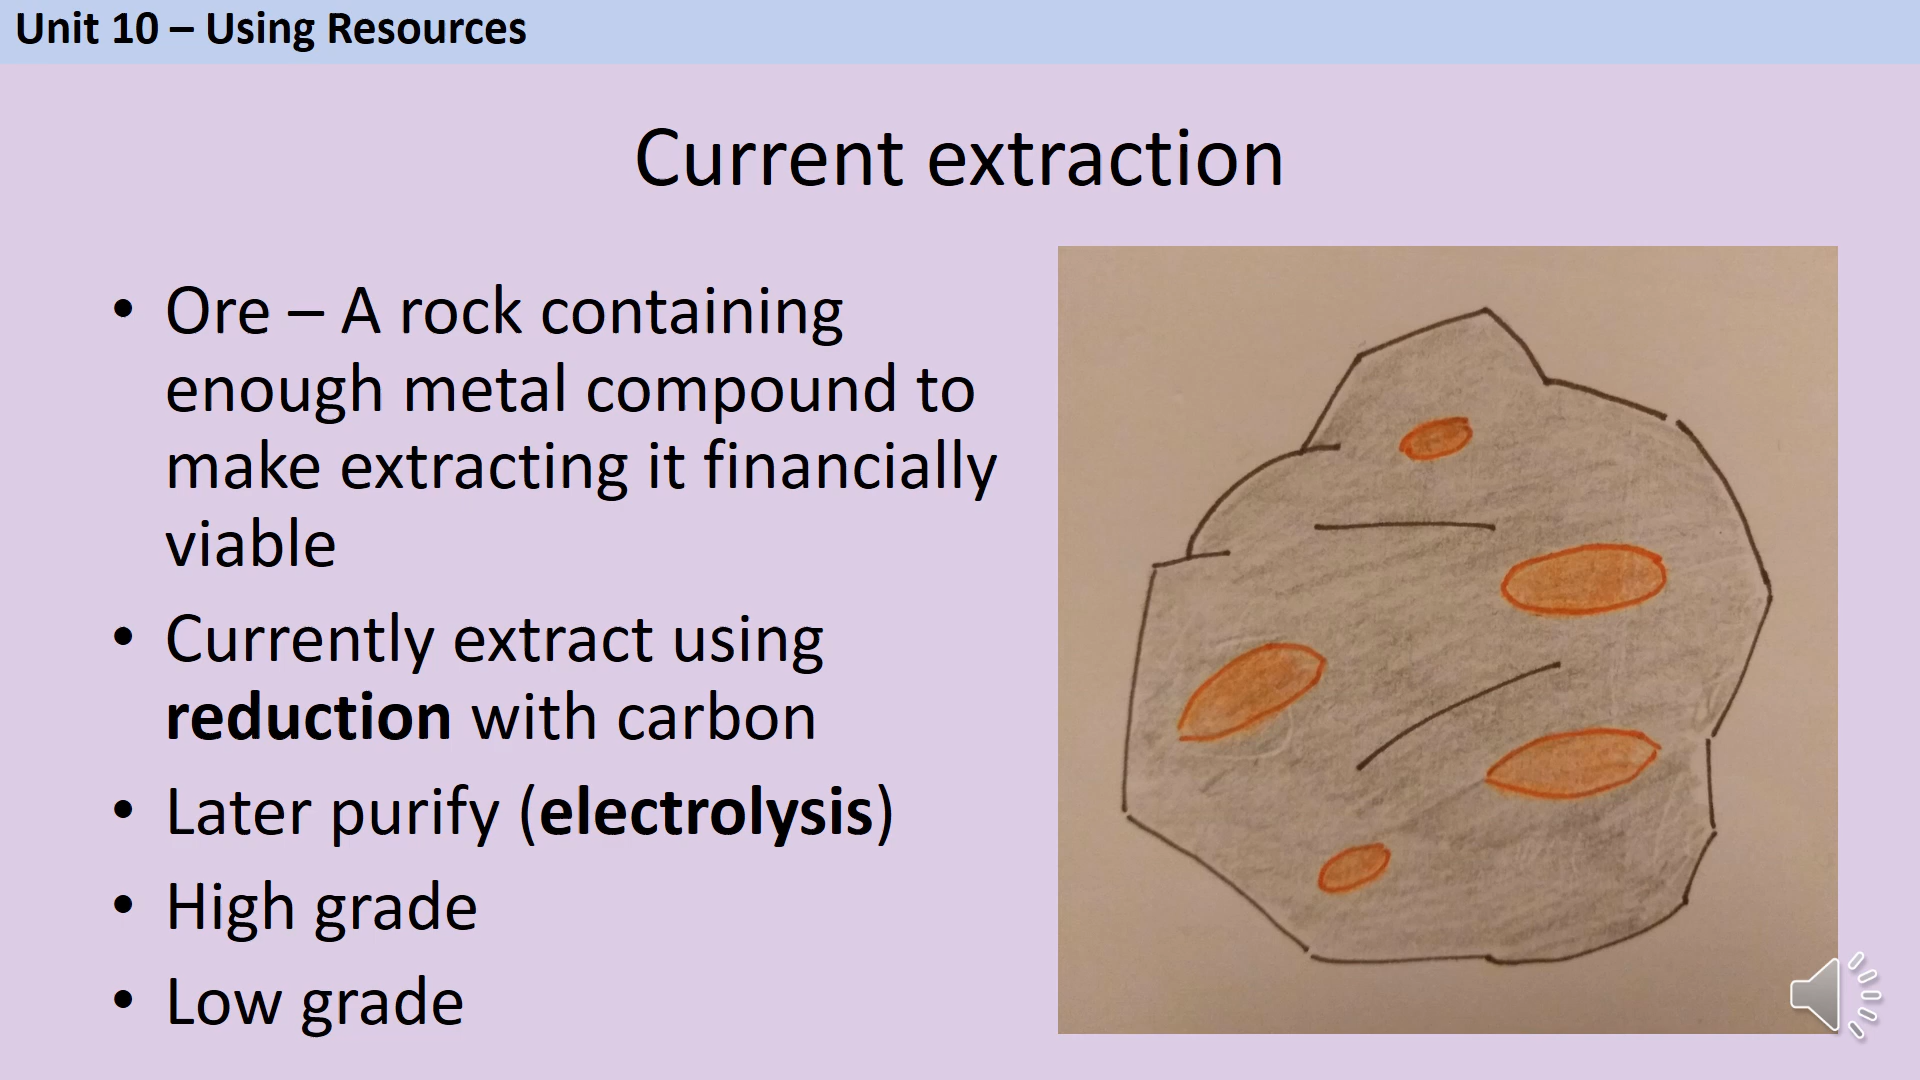 Unit 10 – Using Resources
Current extraction
• Ore – A rock containing
enough metal compound to
make extracting it financially
viable
• Currently extract using
reduction with carbon
• Later purify (electrolysis)
• High grade
• Low grade